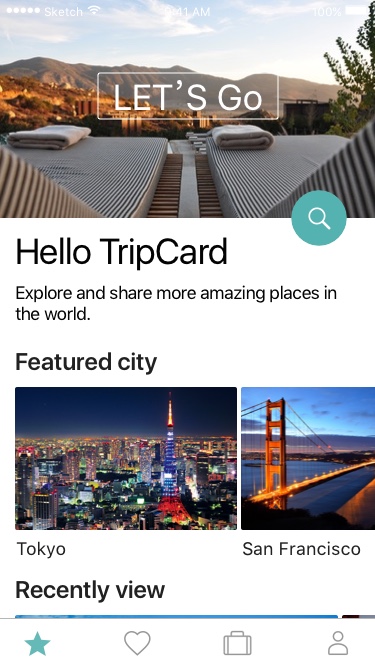 Sketch 9:41 AM 100%
LET'S Go
Hello TripCard
Explore and share more amazing places in
the world.
Featured city
Tokyo
San Francisco
Recently view